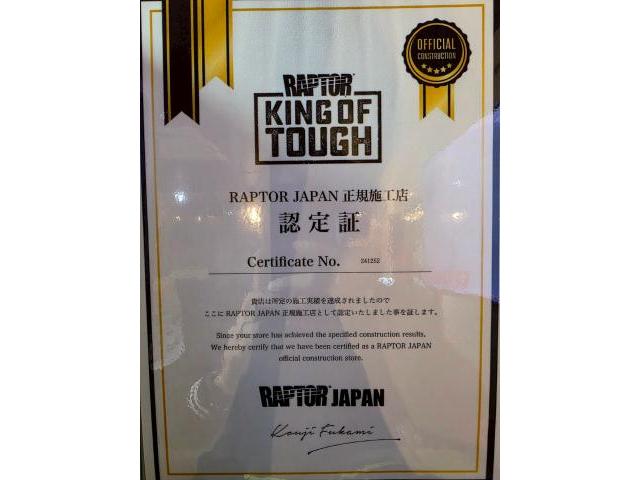 OFFICIAL
CONSTRUCTION
RAPTOR
KING OF
TOUGH
RAPTOR JAPAN 正規施工店
認定証
Certificate No. 241252
貴店は所定の施工実績を達成されましたので
ここに RAPTOR JAPAN 正規施工店として認定いたしました事を証します。
Since your store has achieved the specified construction results,
We hereby certify that we have been certified as a RAPTOR JAPAN
official construction store.
RAPTOR JAPAN
Kouji Fukami